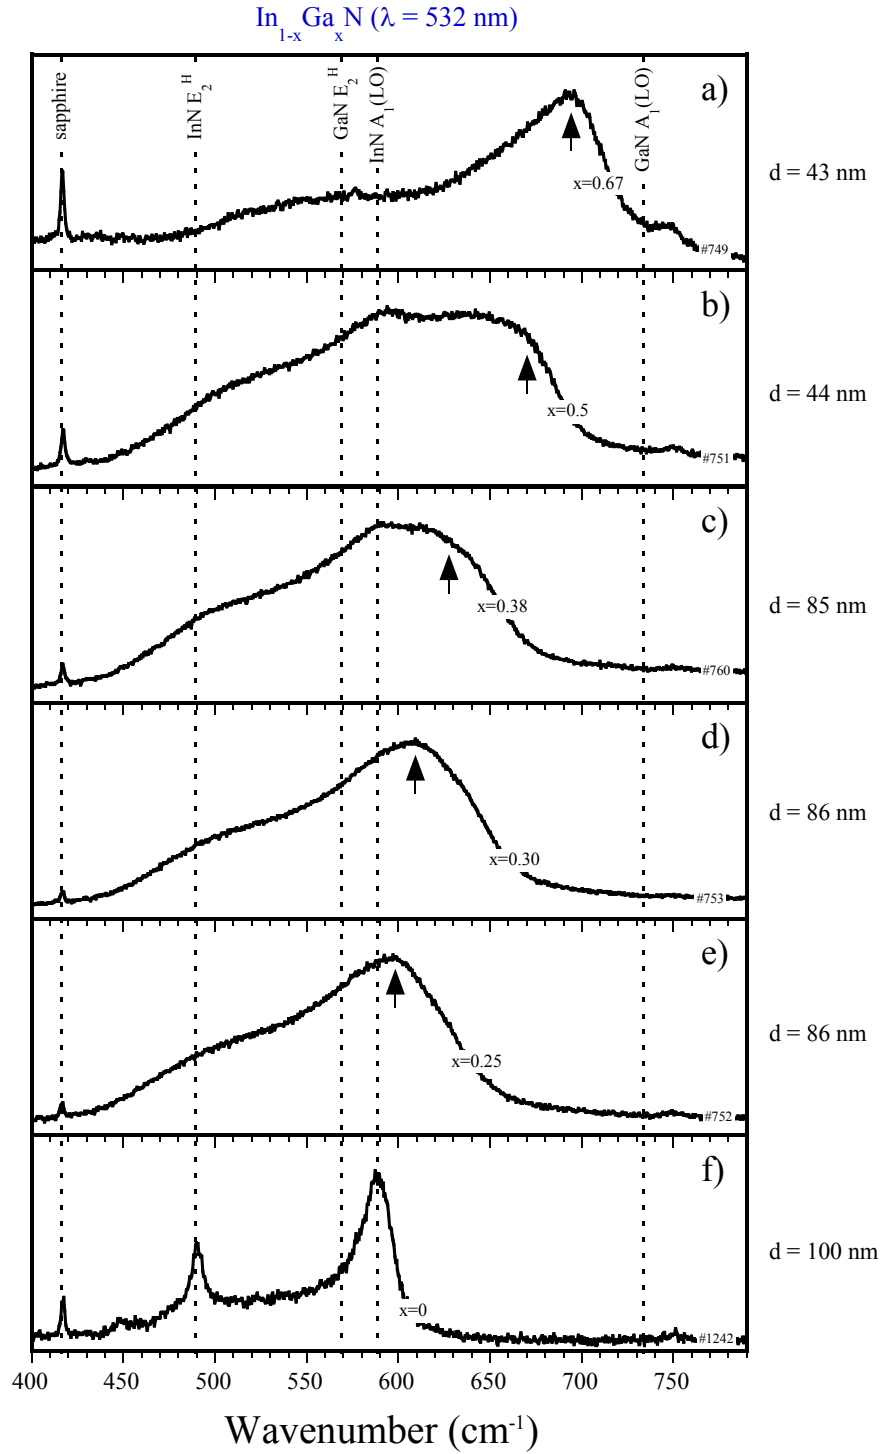 In1-xGaxN (λ = 532 nm)
sapphire
InN E2H
GaN E2H
InN A1(LO)
GaN A1(LO)
a)
x=0.67
#749
d = 43 nm
b)
x=0.5
#751
d = 44 nm
c)
x=0.38
#760
d = 85 nm
d)
x=0.30
#753
d = 86 nm
e)
x=0.25
#752
d = 86 nm
f)
x=0
#1242
d = 100 nm
400 450 500 550 600 650 700 750
Wavenumber (cm-1)